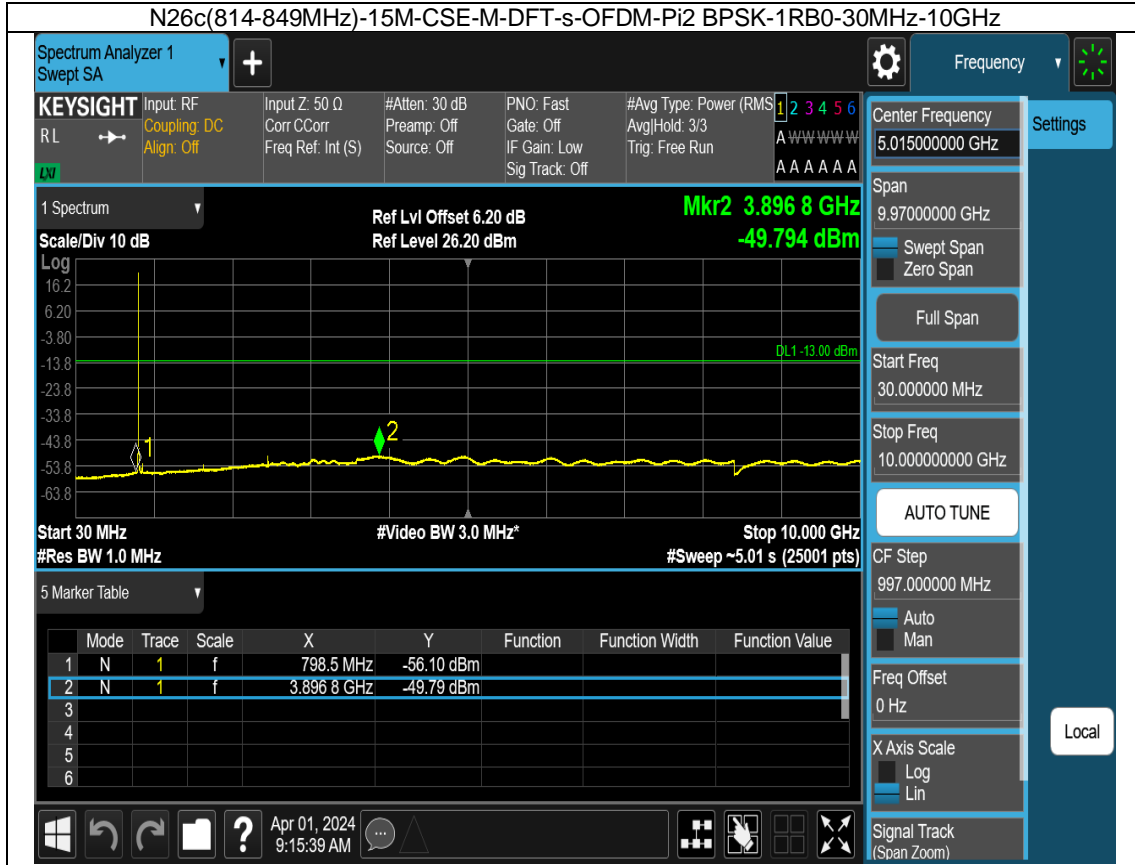 N26c(814-849MHz)-15M-CSE-M-DFT-s-OFDM-Pi2 BPSK-1RB0-30MHz-10GHz
Spectrum Analyzer 1
Swept SA
+
Frequency
KEYSIGHT
Input: RF
Input Z: 50 Ω
#Atten: 30 dB
PNO: Fast
#Avg Type: Power (RMS
1 2 3 4 5 6
R L
Coupling: DC
Corr CCorr
Preamp: Off
Gate: Off
Avg|Hold: 3/3
A W W W W W
Align: Off
Freq Ref: Int (S)
Source: Off
IF Gain: Low
Trig: Free Run
LXI
Sig Track: Off
A A A A A A
Center Frequency
5.015000000 GHz
Settings
1 Spectrum
Ref Lvl Offset 6.20 dB
Mkr2 3.896 8 GHz
Scale/Div 10 dB
Ref Level 26.20 dBm
-49.794 dBm
Span
9.97000000 GHz
Swept Span
Zero Span
Full Span
Log
16.2
6.20
-3.80
-13.8
-23.8
-33.8
-43.8
-53.8
-63.8
DL1 -13.00 dBm
1
2
Start Freq
30.000000 MHz
Stop Freq
10.000000000 GHz
AUTO TUNE
Start 30 MHz
#Video BW 3.0 MHz*
Stop 10.000 GHz
#Res BW 1.0 MHz
#Sweep ~5.01 s (25001 pts)
CF Step
997.000000 MHz
Auto
Man
5 Marker Table
Mode Trace Scale X Y Function Function Width Function Value
1 N 1 f 798.5 MHz -56.10 dBm
2 N 1 f 3.896 8 GHz -49.79 dBm
3
4
5
6
Freq Offset
0 Hz
X Axis Scale
Log
Lin
Local
Signal Track
(Span Zoom)
?
Apr 01, 2024
9:15:39 AM